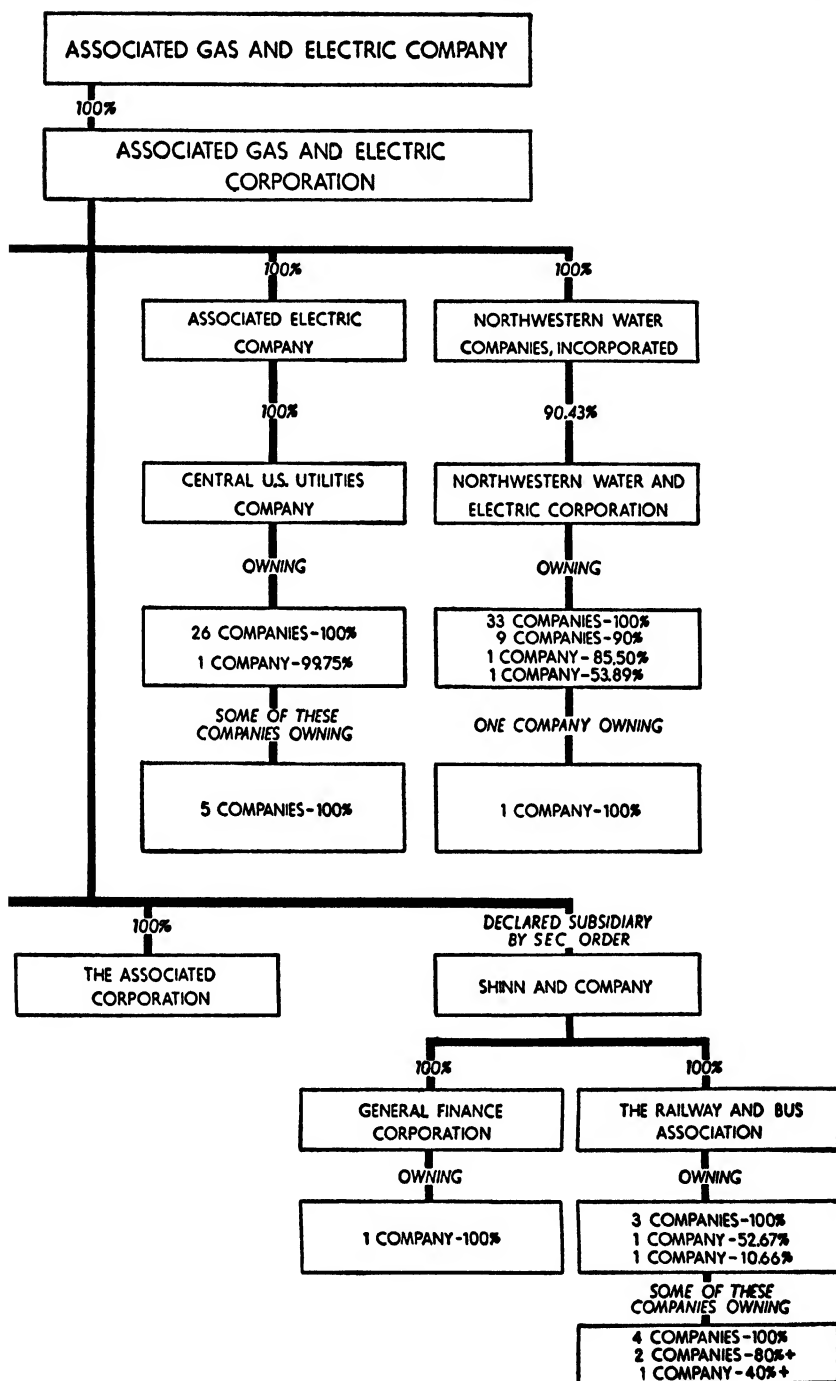 ASSOCIATED GAS AND ELECTRIC COMPANY
100%
ASSOCIATED GAS AND ELECTRIC
CORPORATION
100%
100%
ASSOCIATED ELECTRIC
COMPANY
NORTHWESTERN WATER
COMPANIES, INCORPORATED
100%
90.43%
CENTRAL U.S. UTILITIES
COMPANY
NORTHWESTERN WATER AND
ELECTRIC CORPORATION
OWNING
OWNING
26 COMPANIES-100%
1 COMPANY-99.75%
33 COMPANIES-100%
9 COMPANIES-90%
1 COMPANY-85.50%
1 COMPANY-53.89%
SOME OF THESE
COMPANIES OWNING
ONE COMPANY OWNING
5 COMPANIES-100%
1 COMPANY-100%
100%
DECLARED SUBSIDIARY
BY SEC ORDER
THE ASSOCIATED
CORPORATION
SHINN AND COMPANY
100%
100%
GENERAL FINANCE
CORPORATION
THE RAILWAY AND BUS
ASSOCIATION
OWNING
OWNING
1 COMPANY-100%
3 COMPANIES-100%
1 COMPANY-52.67%
1 COMPANY-10.66%
SOME OF THESE
COMPANIES OWNING
4 COMPANIES-100%
2 COMPANIES-80%+
1 COMPANY-40%+